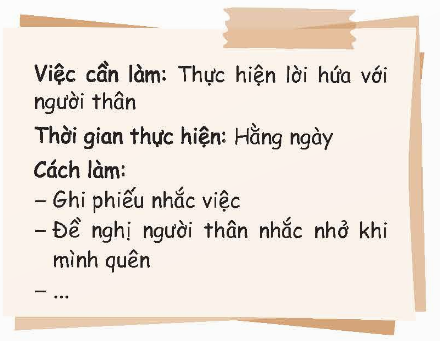 Việc cần làm: Thực hiện lời hứa với
người thân
Thời gian thực hiện: Hằng ngày
Cách làm:
– Ghi phiếu nhắc việc
– Đề nghị người thân nhắc nhở khi
mình quên
– ...